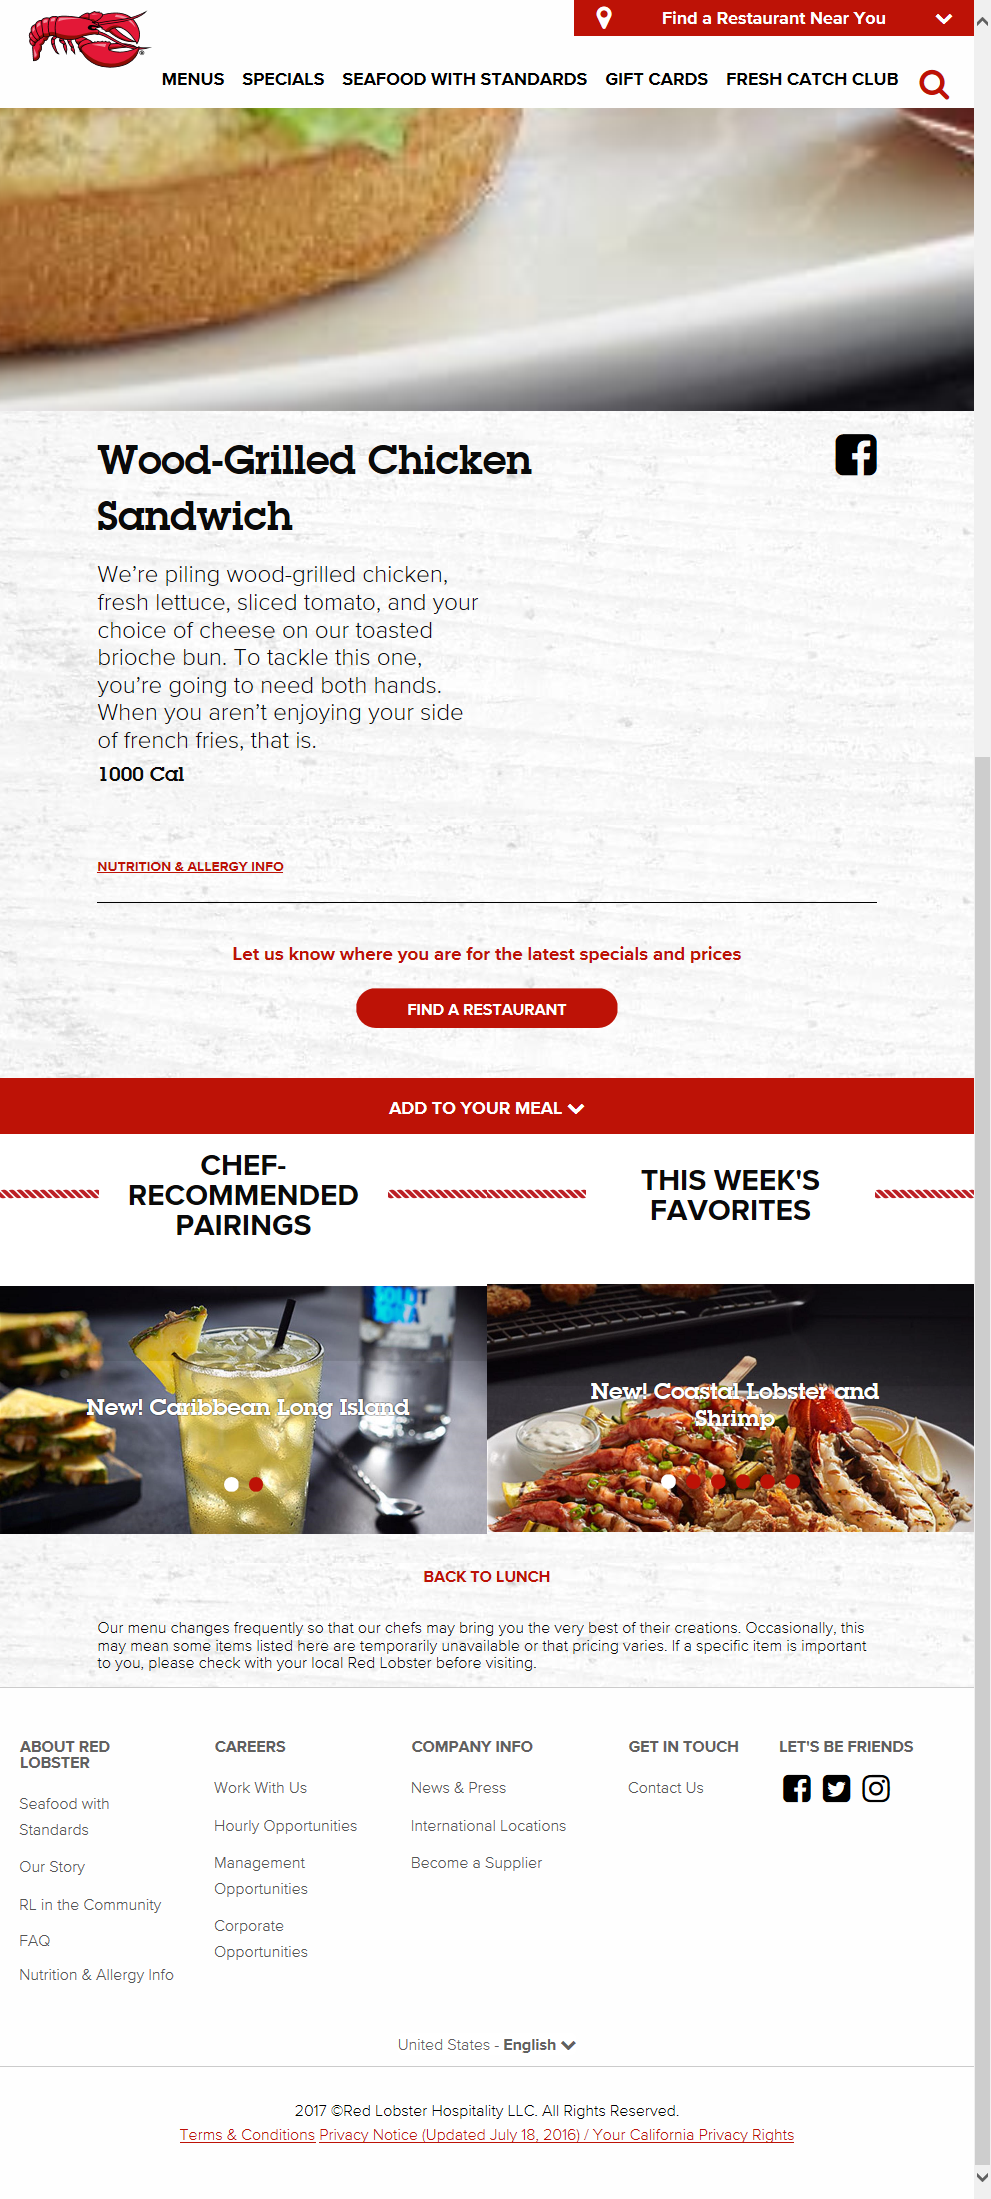 Find a Restaurant Near You
MENUS SPECIALS SEAFOOD WITH STANDARDS GIFT CARDS FRESH CATCH CLUB
Wood-Grilled Chicken
Sandwich
We’re piling wood-grilled chicken,
fresh lettuce, sliced tomato, and your
choice of cheese on our toasted
brioche bun. To tackle this one,
you’re going to need both hands.
When you aren’t enjoying your side
of french fries, that is.
1000 Cal
NUTRITION & ALLERGY INFO
Let us know where you are for the latest specials and prices
FIND A RESTAURANT
ADD TO YOUR MEAL
CHEF-
RECOMMENDED
PAIRINGS
THIS WEEK'S
FAVORITES
New! Caribbean Long Island
New! Coastal Lobster and
Shrimp
BACK TO LUNCH
Our menu changes frequently so that our chefs may bring you the very best of their creations. Occasionally, this
may mean some items listed here are temporarily unavailable or that pricing varies. If a specific item is important
to you, please check with your local Red Lobster before visiting.
ABOUT RED
LOBSTER
Seafood with
Standards
Our Story
RL in the Community
FAQ
Nutrition & Allergy Info
CAREERS
Work With Us
Hourly Opportunities
Management
Opportunities
Corporate
Opportunities
COMPANY INFO
News & Press
International Locations
Become a Supplier
GET IN TOUCH
Contact Us
LET'S BE FRIENDS
United States - English
2017 ©Red Lobster Hospitality LLC. All Rights Reserved.
Terms & Conditions Privacy Notice (Updated July 18, 2016) / Your California Privacy Rights